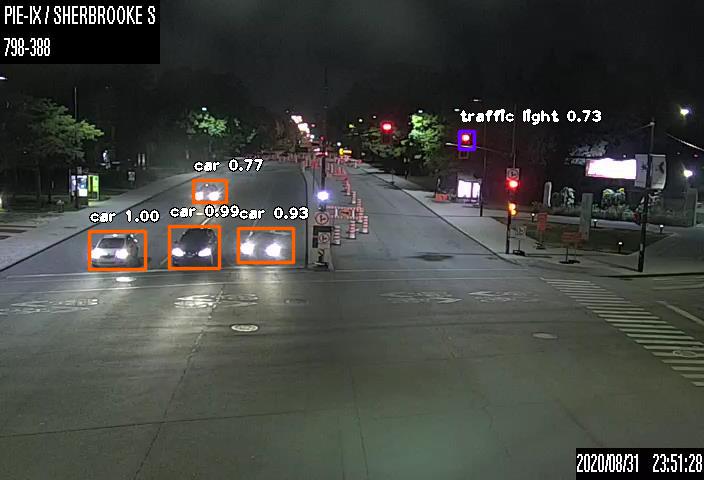 PIE-IX / SHERBROOKE S
798-388
traffic light 0.73
car 0.77
car 1.00
car 0.99
car 0.93
2020/08/31 23:51:28